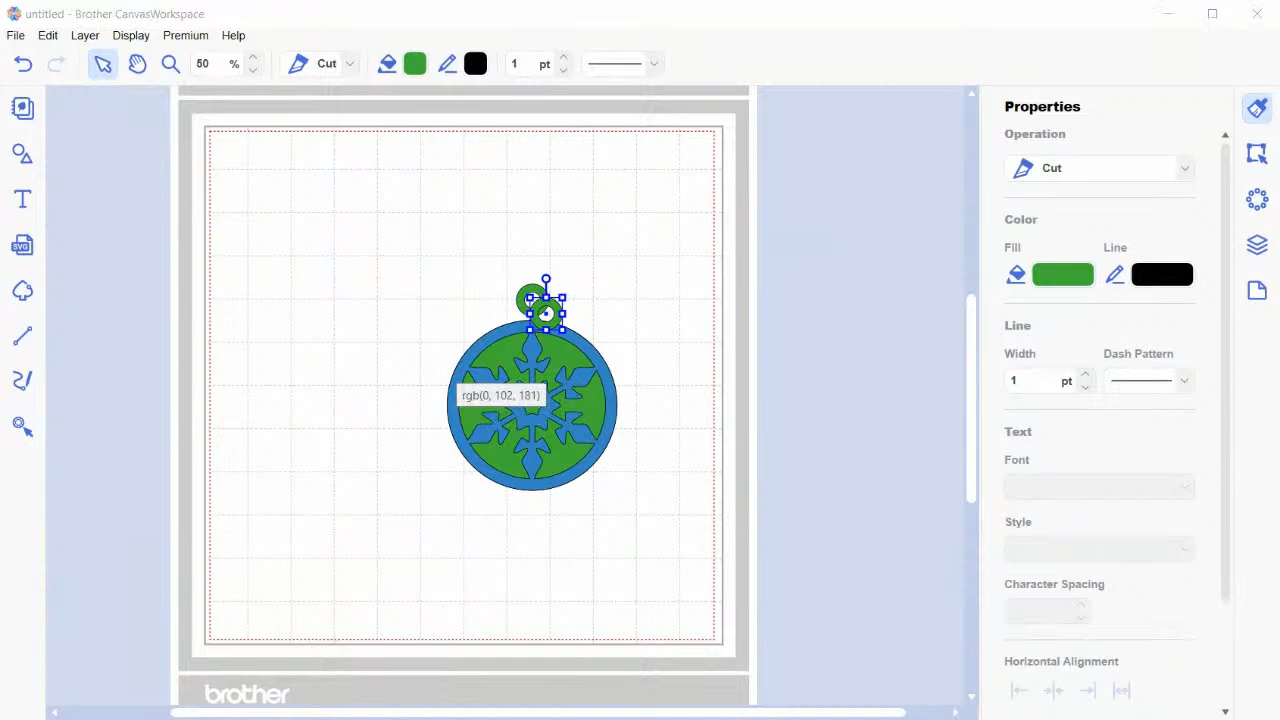 untitled - Brother CanvasWorkspace
File Edit Layer Display Premium Help
50 % Cut 1 pt
Properties
Operation
Cut
Color
Fill Line
Line
Width Dash Pattern
1 pt
rgb(0, 102, 181)
Text
Font
Style
Character Spacing
Horizontal Alignment
SVG
brother